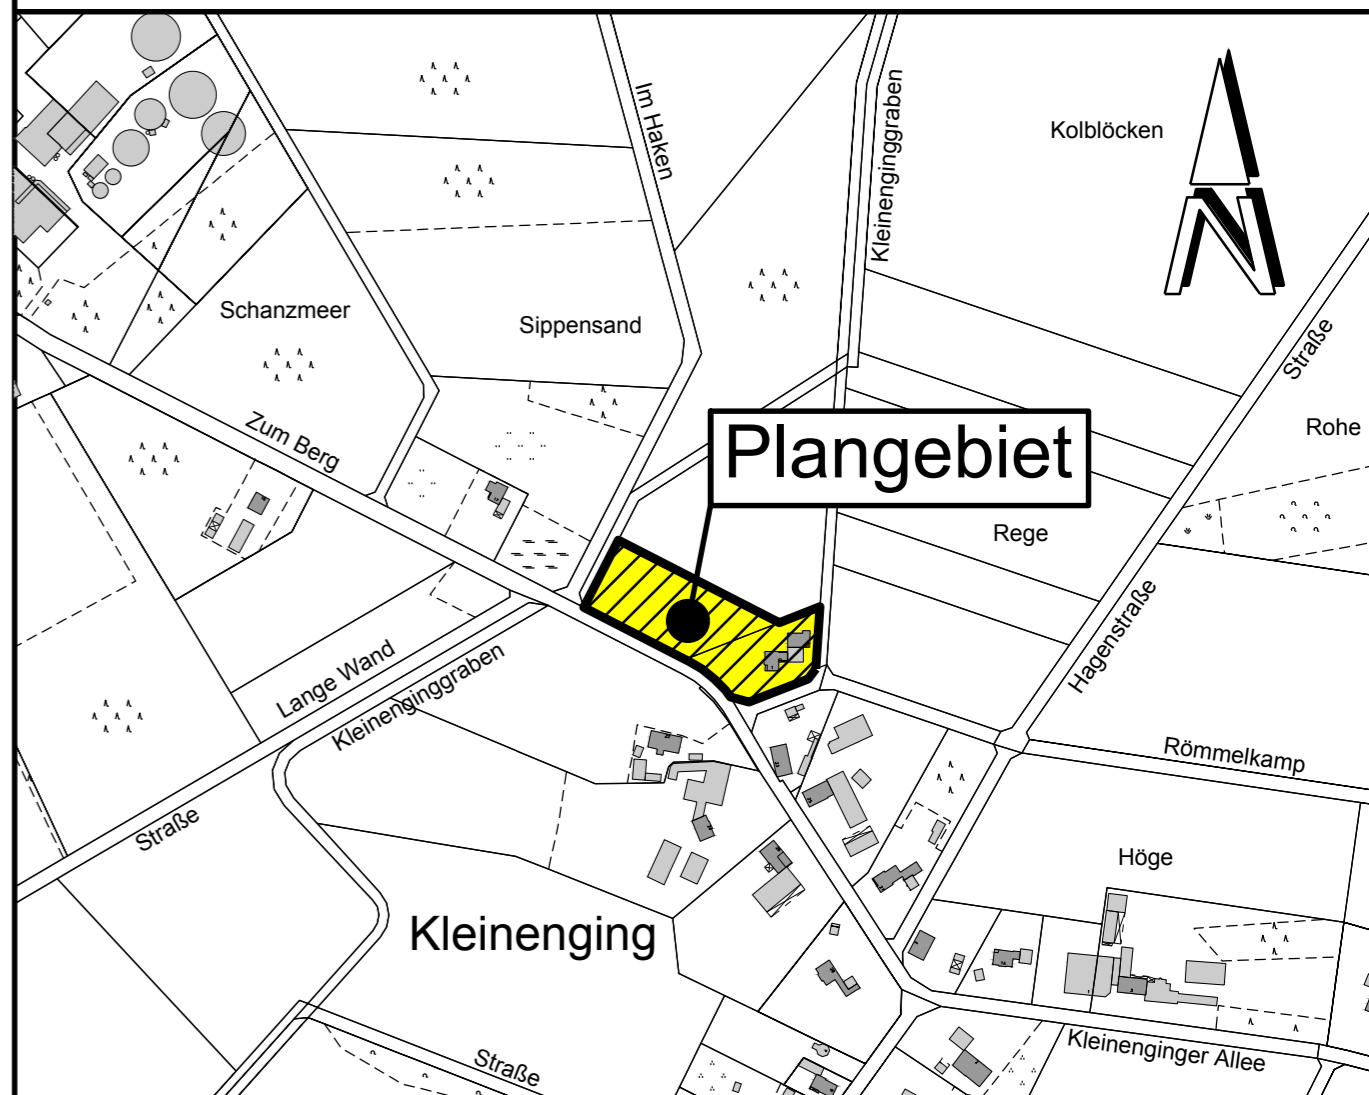 Im Haken
Kleinenginggraben
Kolblöcken
N
Schanzmeer
Sippensand
Straße
Zum Berg
Plangebiet
Rohe
Rege
Hagenstraße
Lange Wand
Kleinenginggraben
Römmelkamp
Straße
Höge
Kleinenging
Straße
Kleinenginger Allee